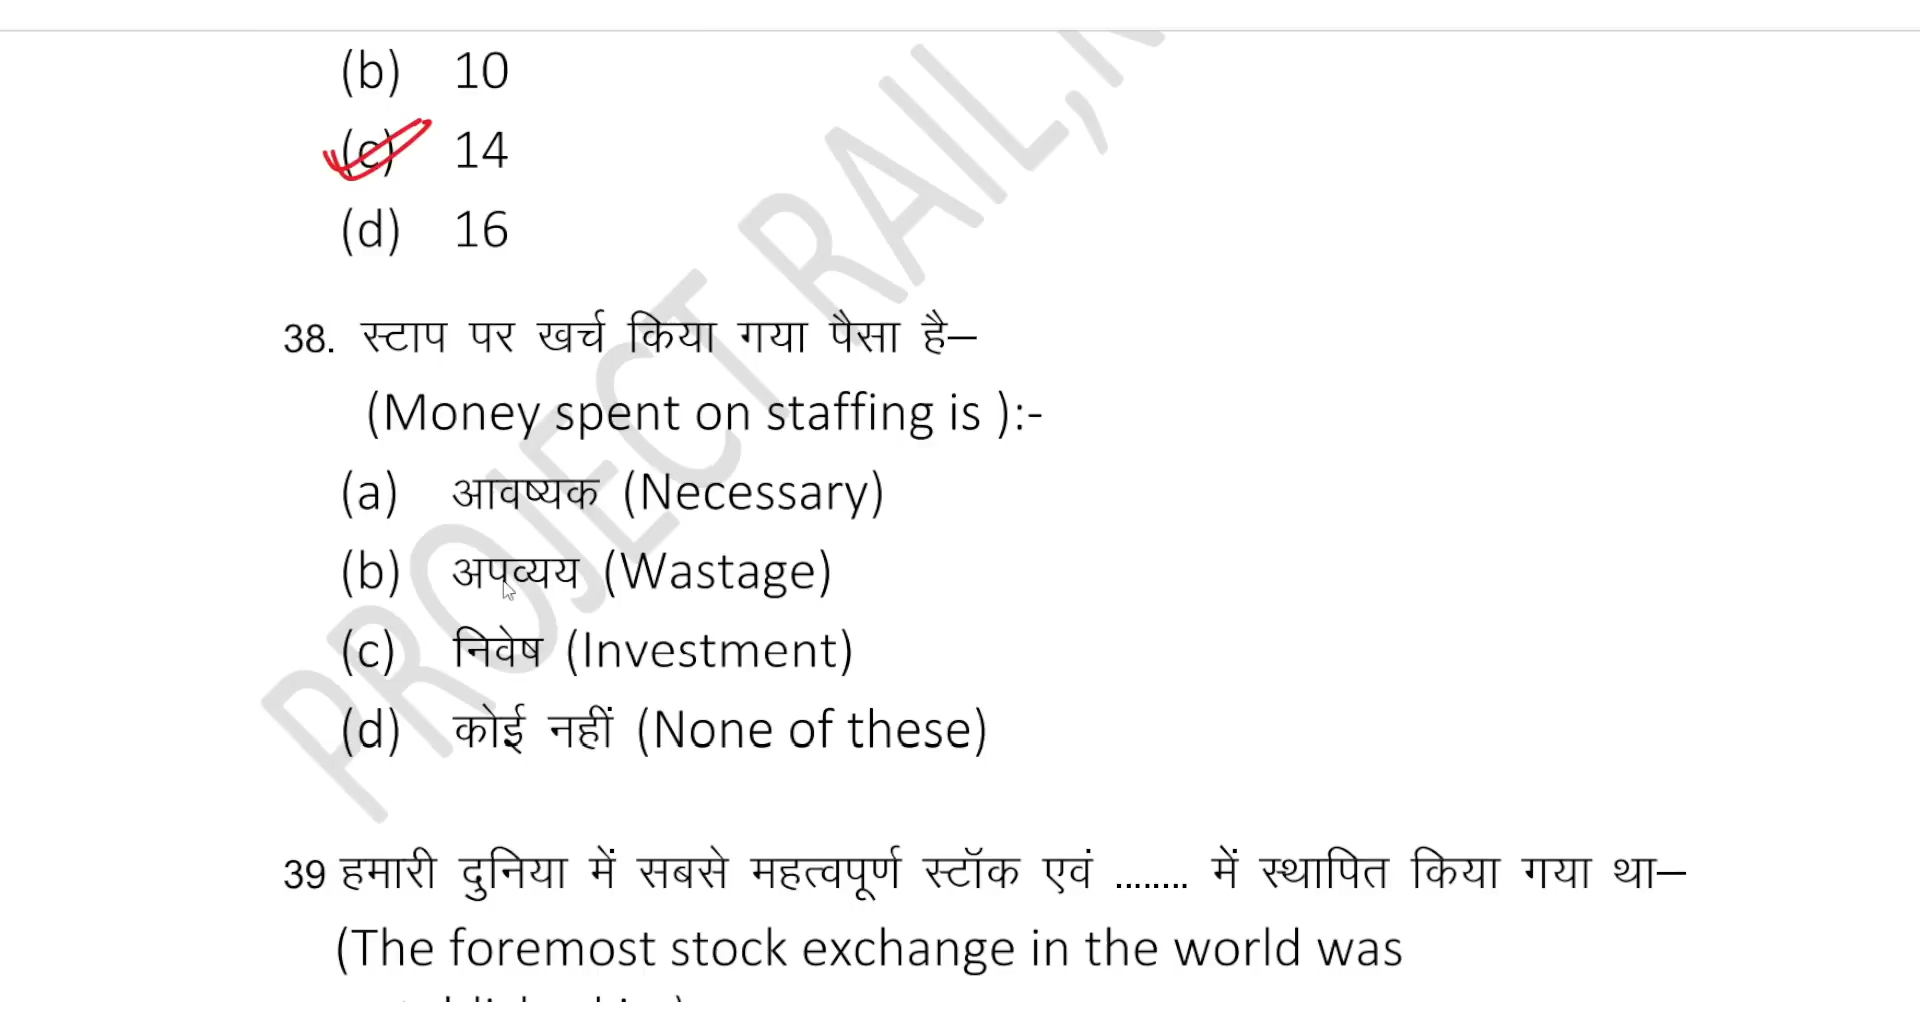 (b) 10
(c) 14
(d) 16
38. स्टाप पर खर्च किया गया पैसा है–
(Money spent on staffing is ):-
(a) आवष्यक (Necessary)
(b) अपव्यय (Wastage)
(c) निवेष (Investment)
(d) कोई नहीं (None of these)
39 हमारी दुनिया में सबसे महत्वपूर्ण स्टॉक एवं ........ में स्थापित किया गया था–
(The foremost stock exchange in the world was
PROJECT RAIL,